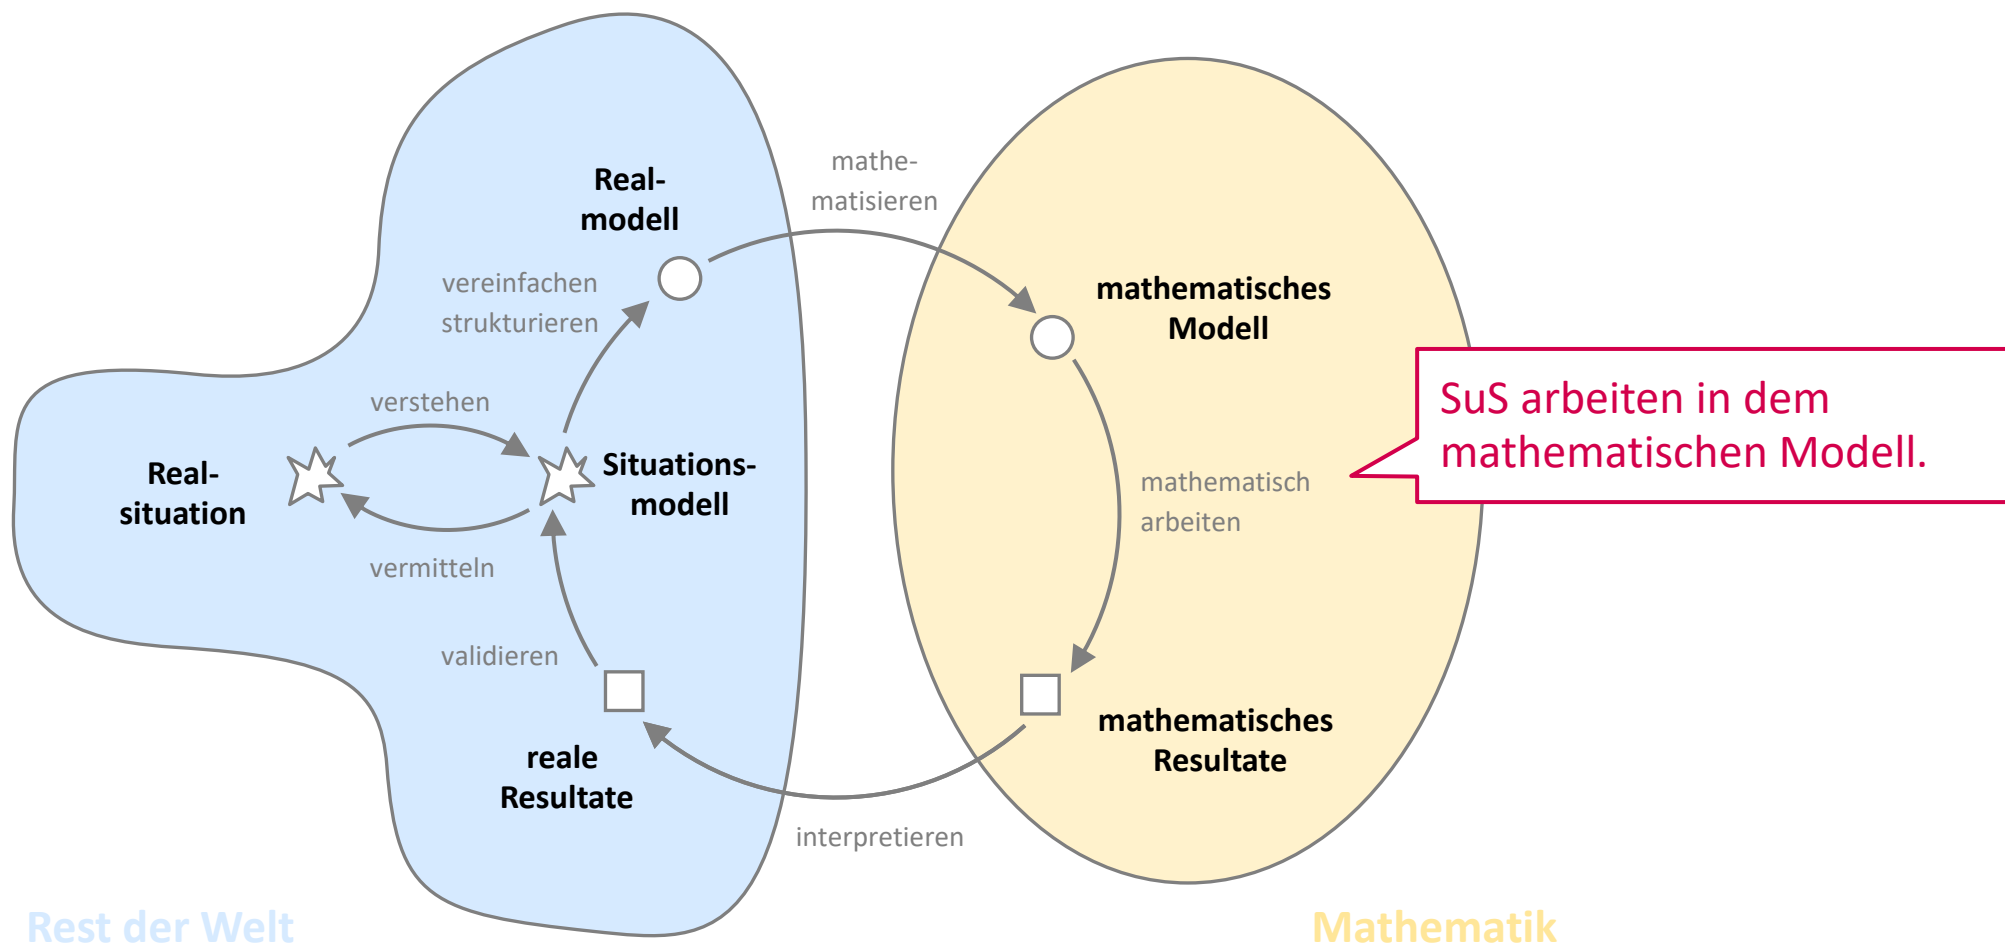 mathe-
matisieren
Real-
modell
vereinfachen
strukturieren
mathematisches
Modell
SuS arbeiten in dem
mathematischen Modell.
verstehen
Real-
situation
Situations-
modell
mathematisch
arbeiten
vermitteln
validieren
mathematisches
Resultate
reale
Resultate
interpretieren
Rest der Welt
Mathematik